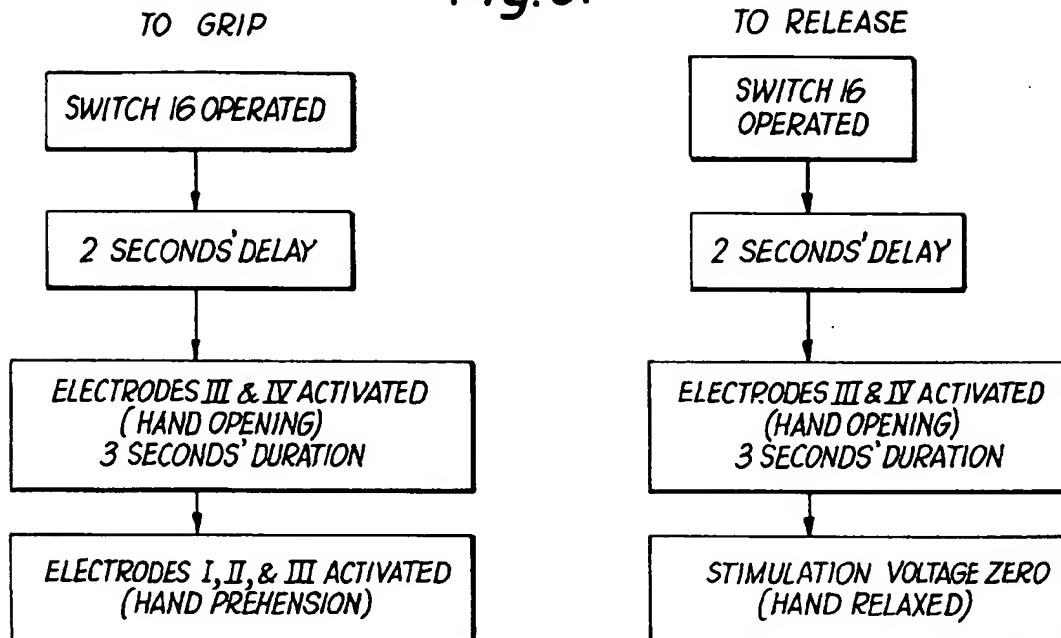 TO GRIP
SWITCH 16 OPERATED
2 SECONDS' DELAY
ELECTRODES III & IV ACTIVATED
(HAND OPENING)
3 SECONDS' DURATION
ELECTRODES I, II, & III ACTIVATED
(HAND PREHENSION)
TO RELEASE
SWITCH 16
OPERATED
2 SECONDS' DELAY
ELECTRODES III & IV ACTIVATED
(HAND OPENING)
3 SECONDS' DURATION
STIMULATION VOLTAGE ZERO
(HAND RELAXED)